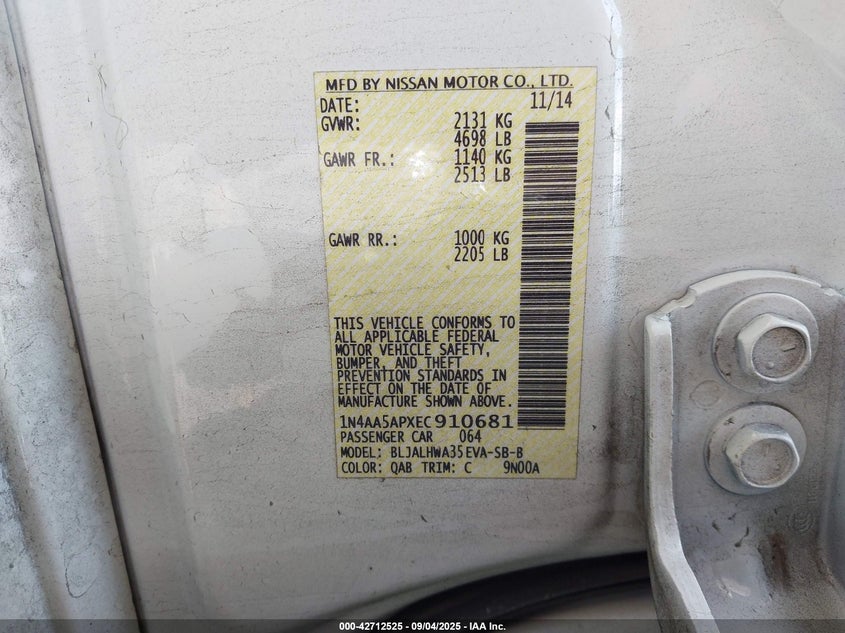 MFD BY NISSAN MOTOR CO., LTD.
DATE: 11/14
GVWR: 2131 KG
4698 LB
GAWR FR.: 1140 KG
2513 LB
GAWR RR.: 1000 KG
2205 LB
THIS VEHICLE CONFORMS TO
ALL APPLICABLE FEDERAL
MOTOR VEHICLE SAFETY,
BUMPER, AND THEFT
PREVENTION STANDARDS IN
EFFECT ON THE DATE OF
MANUFACTURE SHOWN ABOVE.
1N4AA5APXEC910681
PASSENGER CAR 064
MODEL: BLJALHWA35EVA-SB-B
COLOR: QAB TRIM: C 9N00A
000-42712525 - 09/04/2025 - IAA Inc.